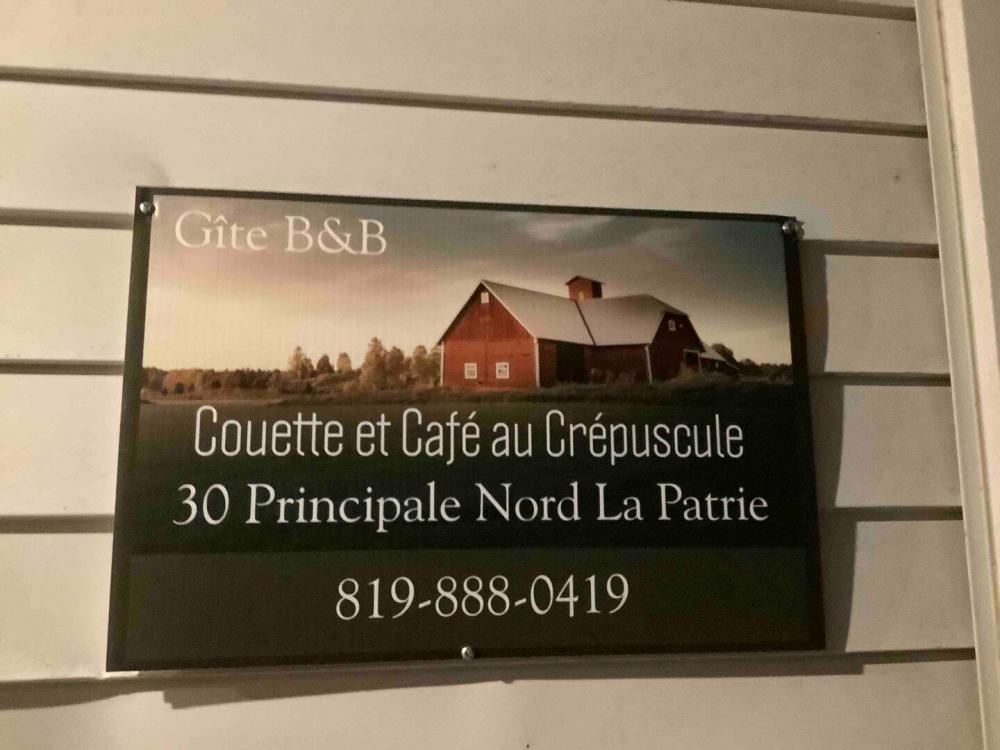 Gîte B&B
Couette et Café au Crépuscule
30 Principale Nord La Patrie
819-888-0419